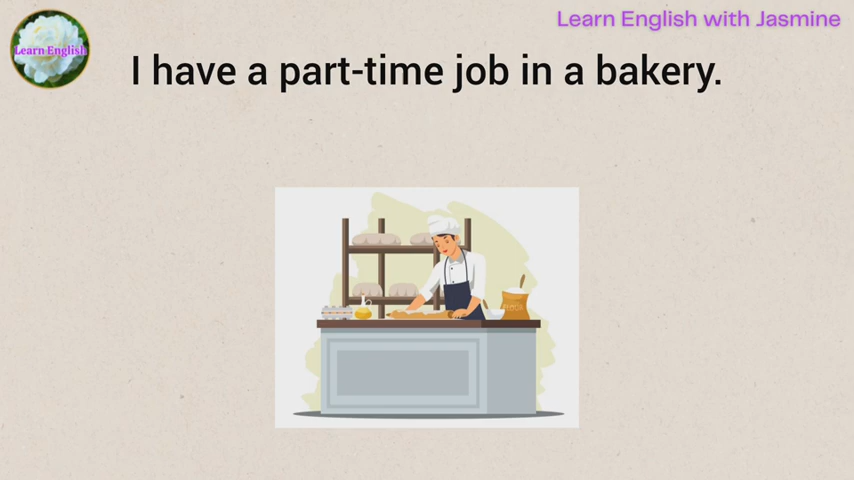 Learn English with Jasmine
Learn English
I have a part-time job in a bakery.